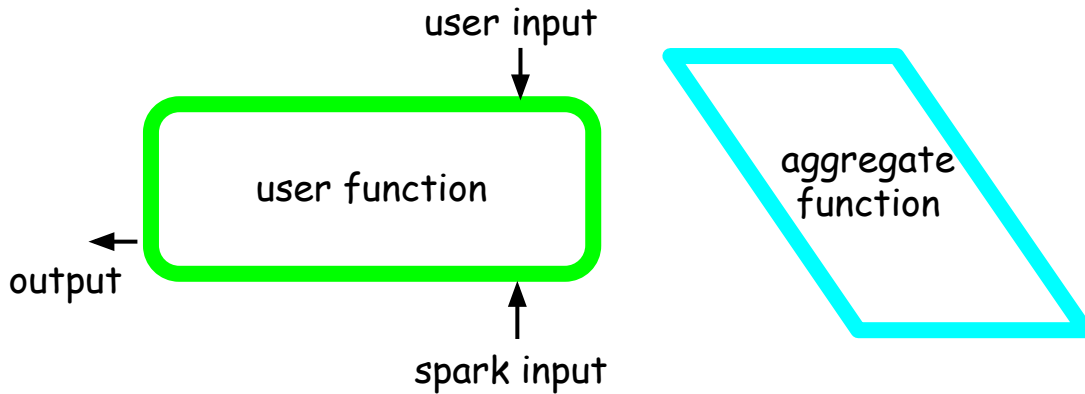 user input
user function
output
spark input
aggregate
function